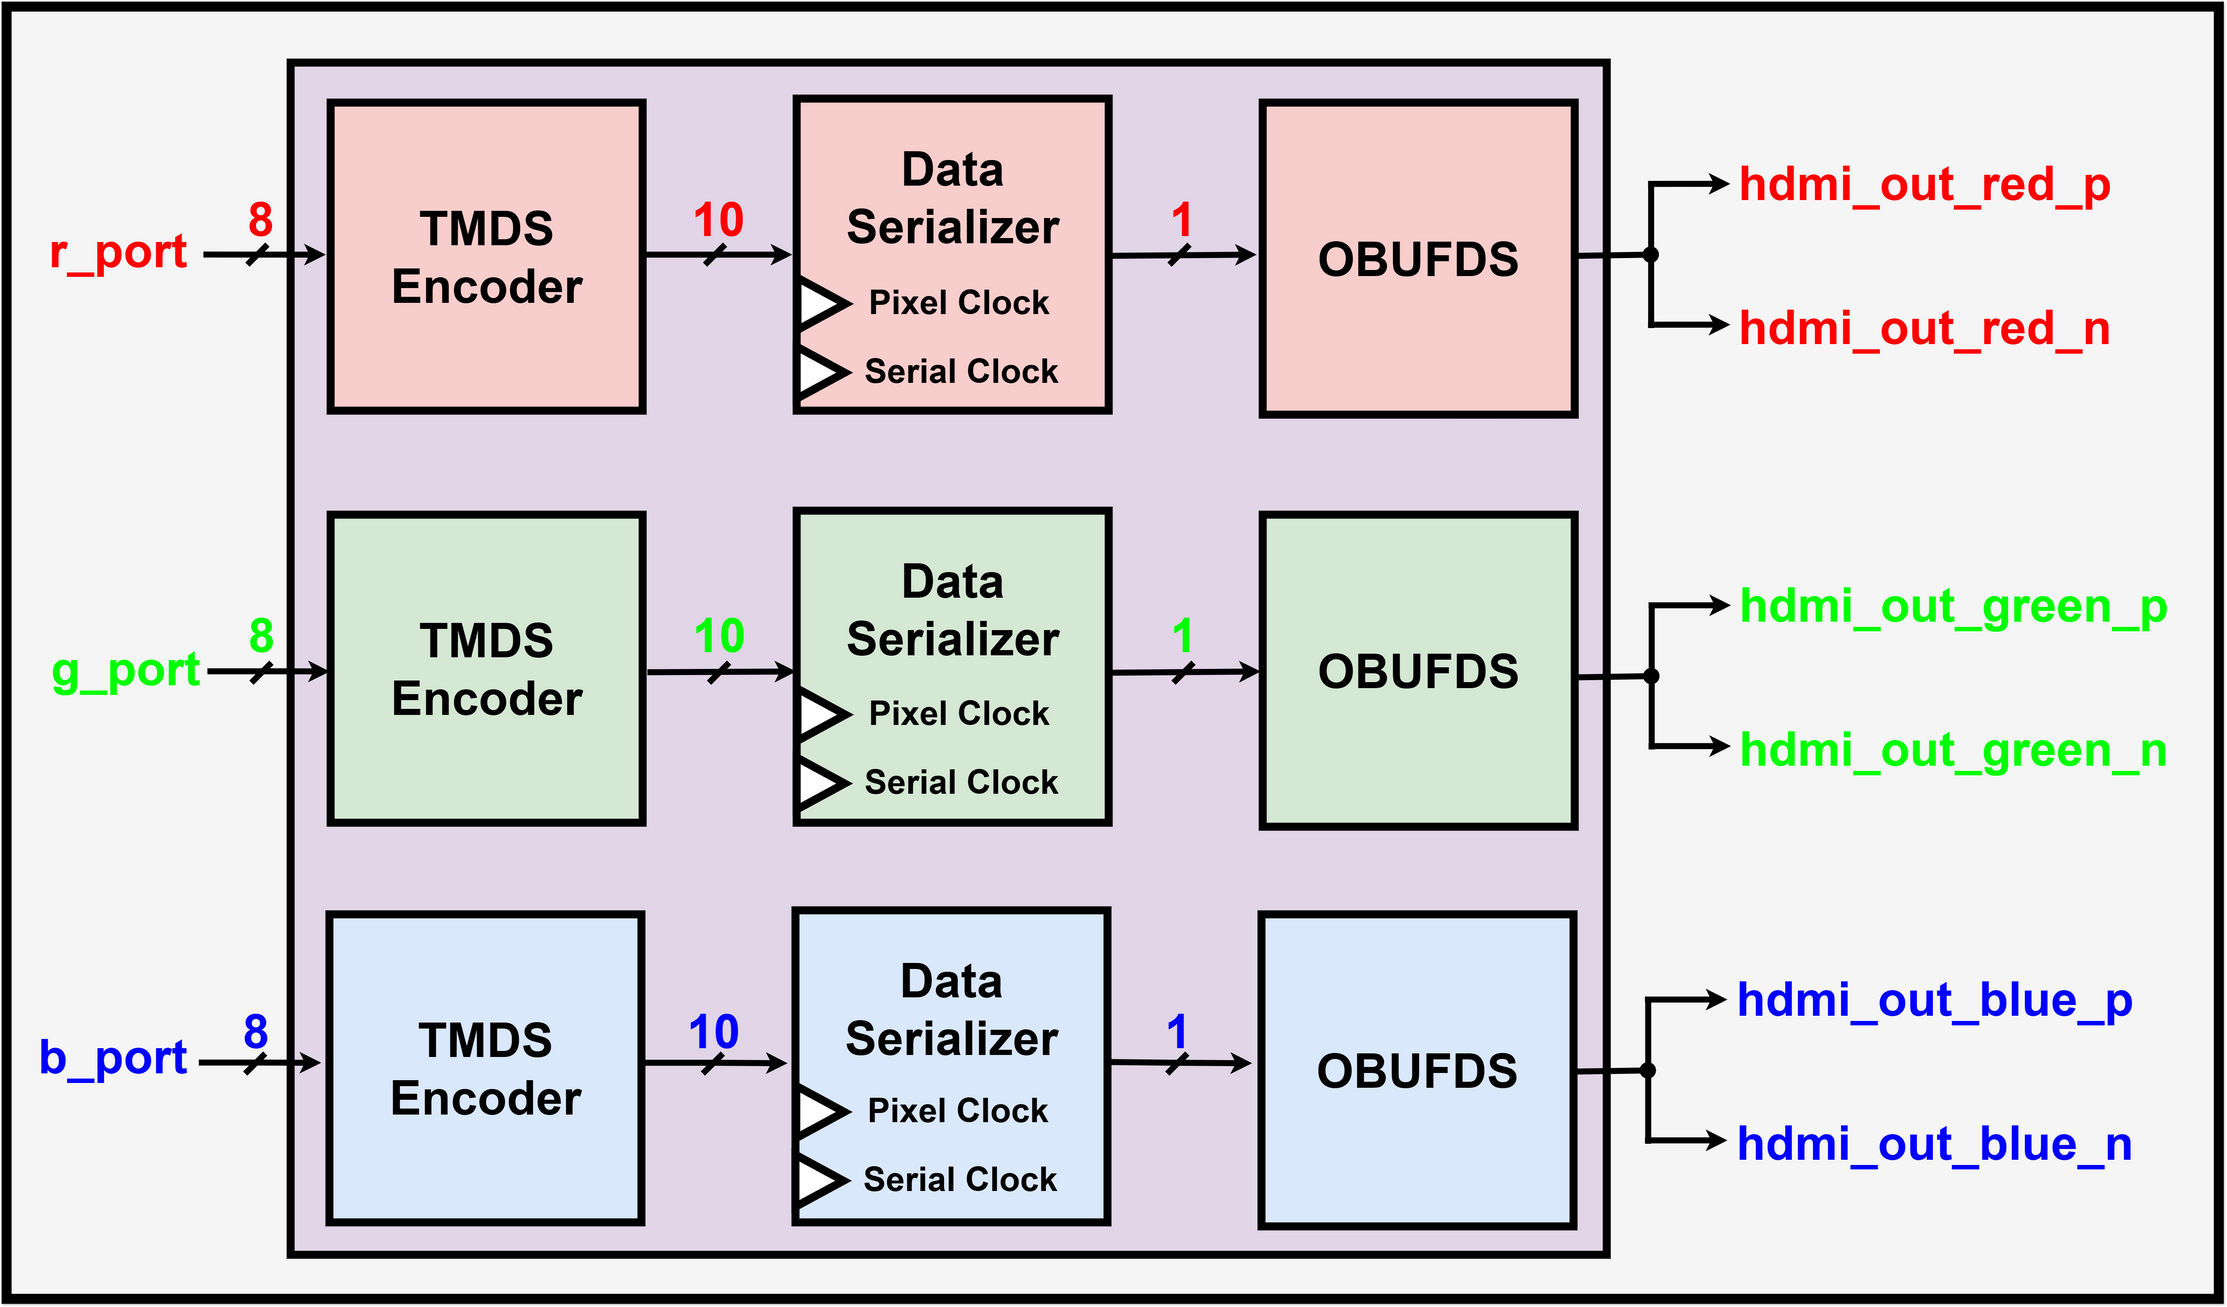 r_port
8
TMDS
Encoder
10
Data
Serializer
Pixel Clock
Serial Clock
1
OBUFDS
hdmi_out_red_p
hdmi_out_red_n
g_port
8
TMDS
Encoder
10
Data
Serializer
Pixel Clock
Serial Clock
1
OBUFDS
hdmi_out_green_p
hdmi_out_green_n
b_port
8
TMDS
Encoder
10
Data
Serializer
Pixel Clock
Serial Clock
1
OBUFDS
hdmi_out_blue_p
hdmi_out_blue_n